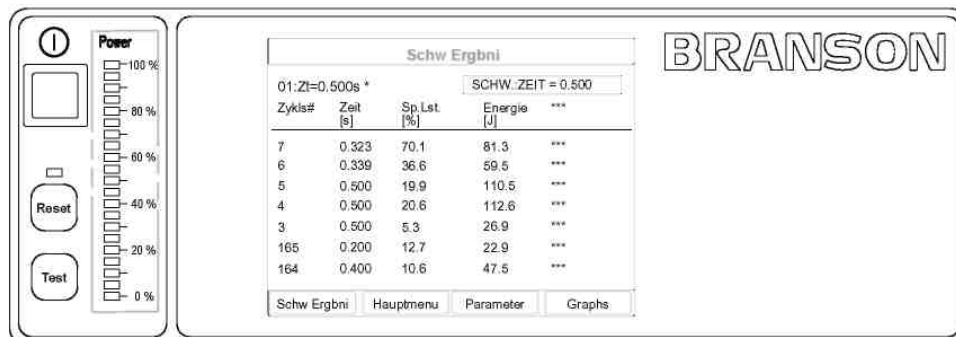 Power
100 %
80 %
60 %
40 %
20 %
0 %
Reset
Test
Schw Ergbni
01:Zt=0.500s *
SCHW.:ZEIT = 0.500
Zykls# Zeit [s] Sp.Lst. [%] Energie [J] ***
7 0.323 70.1 81.3 ***
6 0.339 36.6 59.5 ***
5 0.500 19.9 110.5 ***
4 0.500 20.6 112.6 ***
3 0.500 5.3 26.9 ***
165 0.200 12.7 22.9 ***
164 0.400 10.6 47.5 ***
Schw Ergbni Hauptmenu Parameter Graphs
BRANSON